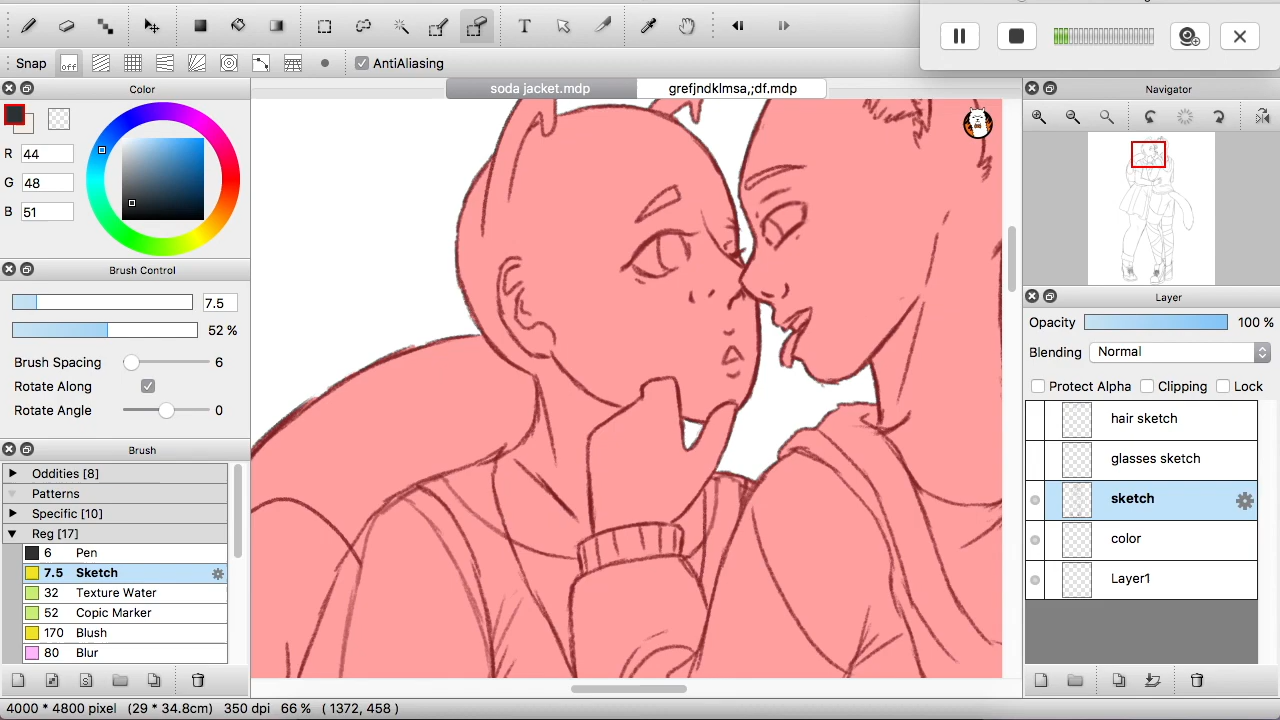 T
Snap
off
AntiAliasing
soda jacket.mdp
grefjndklmsa,;df.mdp
Color
R 44
G 48
B 51
Brush Control
7.5
52 %
Brush Spacing 6
Rotate Along
Rotate Angle 0
Brush
Oddities [8]
Patterns
Specific [10]
Reg [17]
6 Pen
7.5 Sketch
32 Texture Water
52 Copic Marker
170 Blush
80 Blur
Navigator
Layer
Opacity 100 %
Blending Normal
Protect Alpha Clipping Lock
hair sketch
glasses sketch
sketch
color
Layer1
4000 * 4800 pixel (29 * 34.8cm) 350 dpi 66 % ( 1372, 458 )